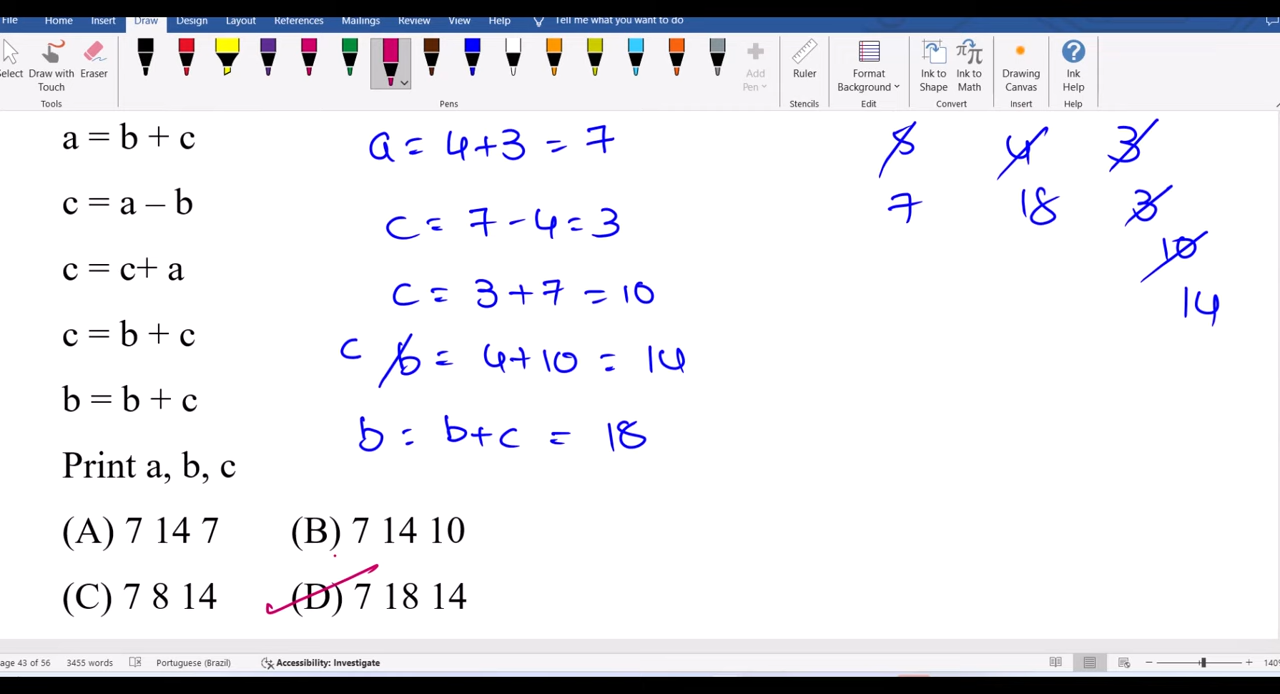 File Home Insert Draw Design Layout References Mailings Review View Help Tell me what you want to do
Select Draw with Touch Eraser Add Pen Ruler Format Background Ink to Shape Ink to Math Drawing Canvas Ink Help
Tools Pens Stencils Edit Convert Insert Help
a = b + c a = 4+3 = 7 5 4 3
c = a – b c = 7 - 4 = 3 7 18 3
c = c+ a c = 3 + 7 = 10 10
c = b + c c b = 4+10 = 14 14
b = b + c b = b+c = 18
Print a, b, c
(A) 7 14 7 (B) 7 14 10
(C) 7 8 14 (D) 7 18 14
age 43 of 56 3455 words Portuguese (Brazil) Accessibility: Investigate 140%